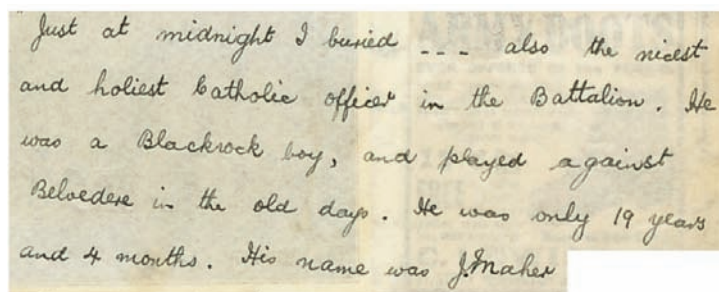 Just at midnight I buried --- also the nicest
and holiest Catholic officer in the Battalion. He
was a Blackrock boy, and played against
Belvedere in the old days. He was only 19 years
and 4 months. His name was J. Maher